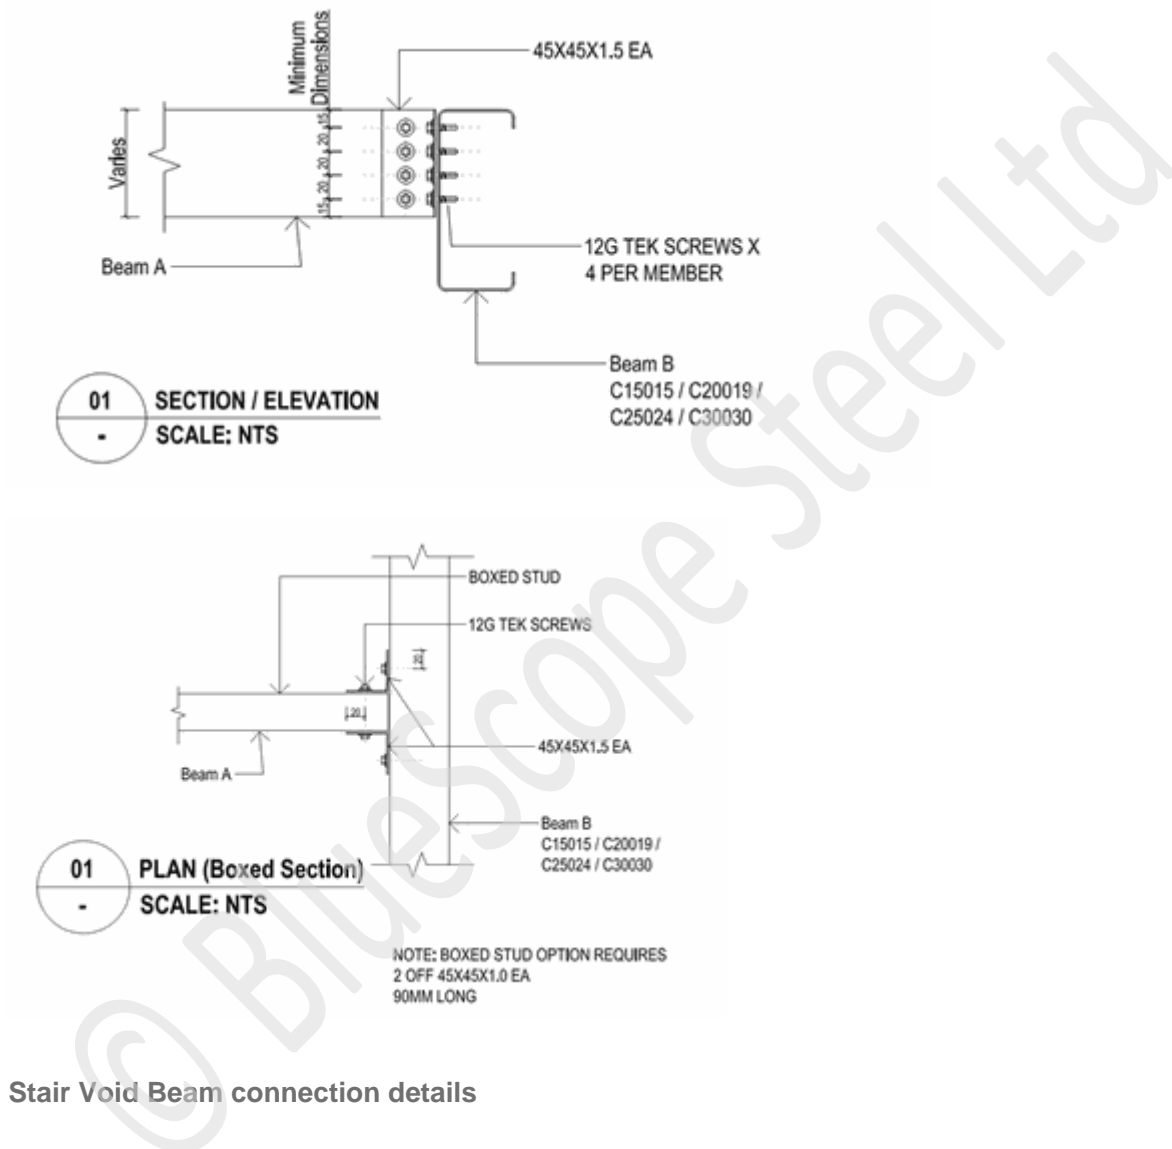 Minimum
Dimensions
45X45X1.5 EA
15
20
20
20
15
Varies
Beam A
12G TEK SCREWS X
4 PER MEMBER
Beam B
C15015 / C20019 /
C25024 / C30030
01
SECTION / ELEVATION
-
SCALE: NTS
BOXED STUD
12G TEK SCREWS
20
20
45X45X1.5 EA
Beam A
Beam B
C15015 / C20019 /
C25024 / C30030
01
PLAN (Boxed Section)
-
SCALE: NTS
NOTE: BOXED STUD OPTION REQUIRES
2 OFF 45X45X1.0 EA
90MM LONG
Stair Void Beam connection details
© BlueScope Steel Ltd